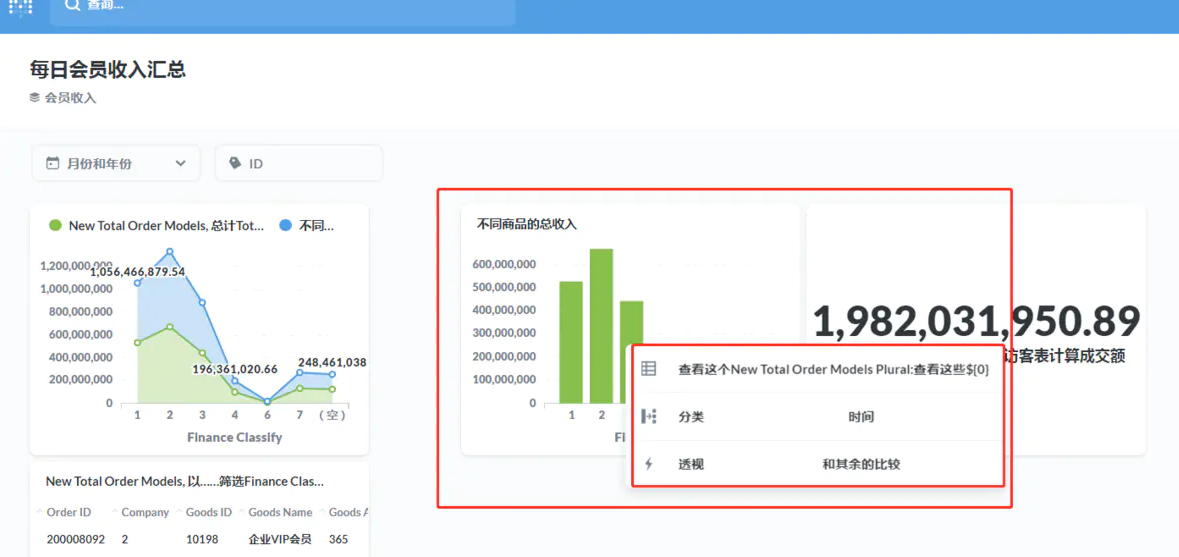 查询...
每日会员收入汇总
会员收入
月份和年份
ID
New Total Order Models, 总计Tot... 不同...
1,200,000,000
1,056,466,879.54
1,000,000,000
800,000,000
600,000,000
400,000,000
196,361,020.66
248,461,038
200,000,000
0
1 2 3 4 6 7 （空）
Finance Classify
不同商品的总收入
600,000,000
500,000,000
400,000,000
300,000,000
200,000,000
100,000,000
0
1 2
FI
1,982,031,950.89
访客表计算成交额
查看这个New Total Order Models Plural:查看这些${0}
分类 时间
透视 和其余的比较
New Total Order Models, 以......筛选Finance Clas...
Order ID Company Goods ID Goods Name Goods A
200008092 2 10198 企业VIP会员 365